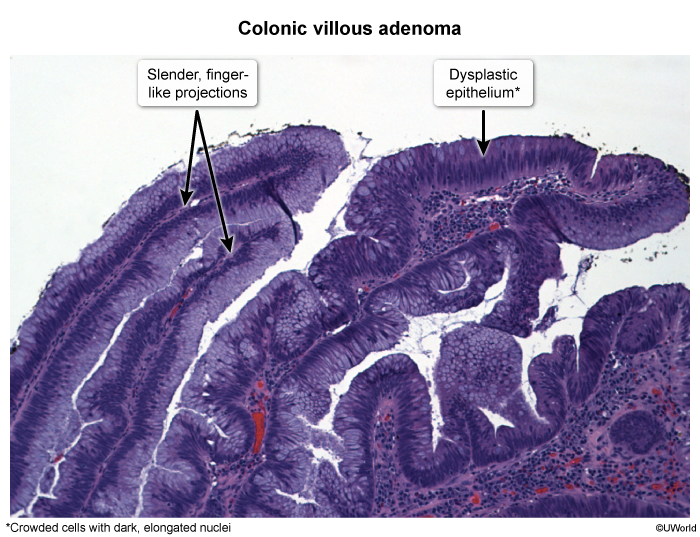 Colonic villous adenoma
Slender, finger-
like projections
Dysplastic
epithelium*
*Crowded cells with dark, elongated nuclei
©UWorld